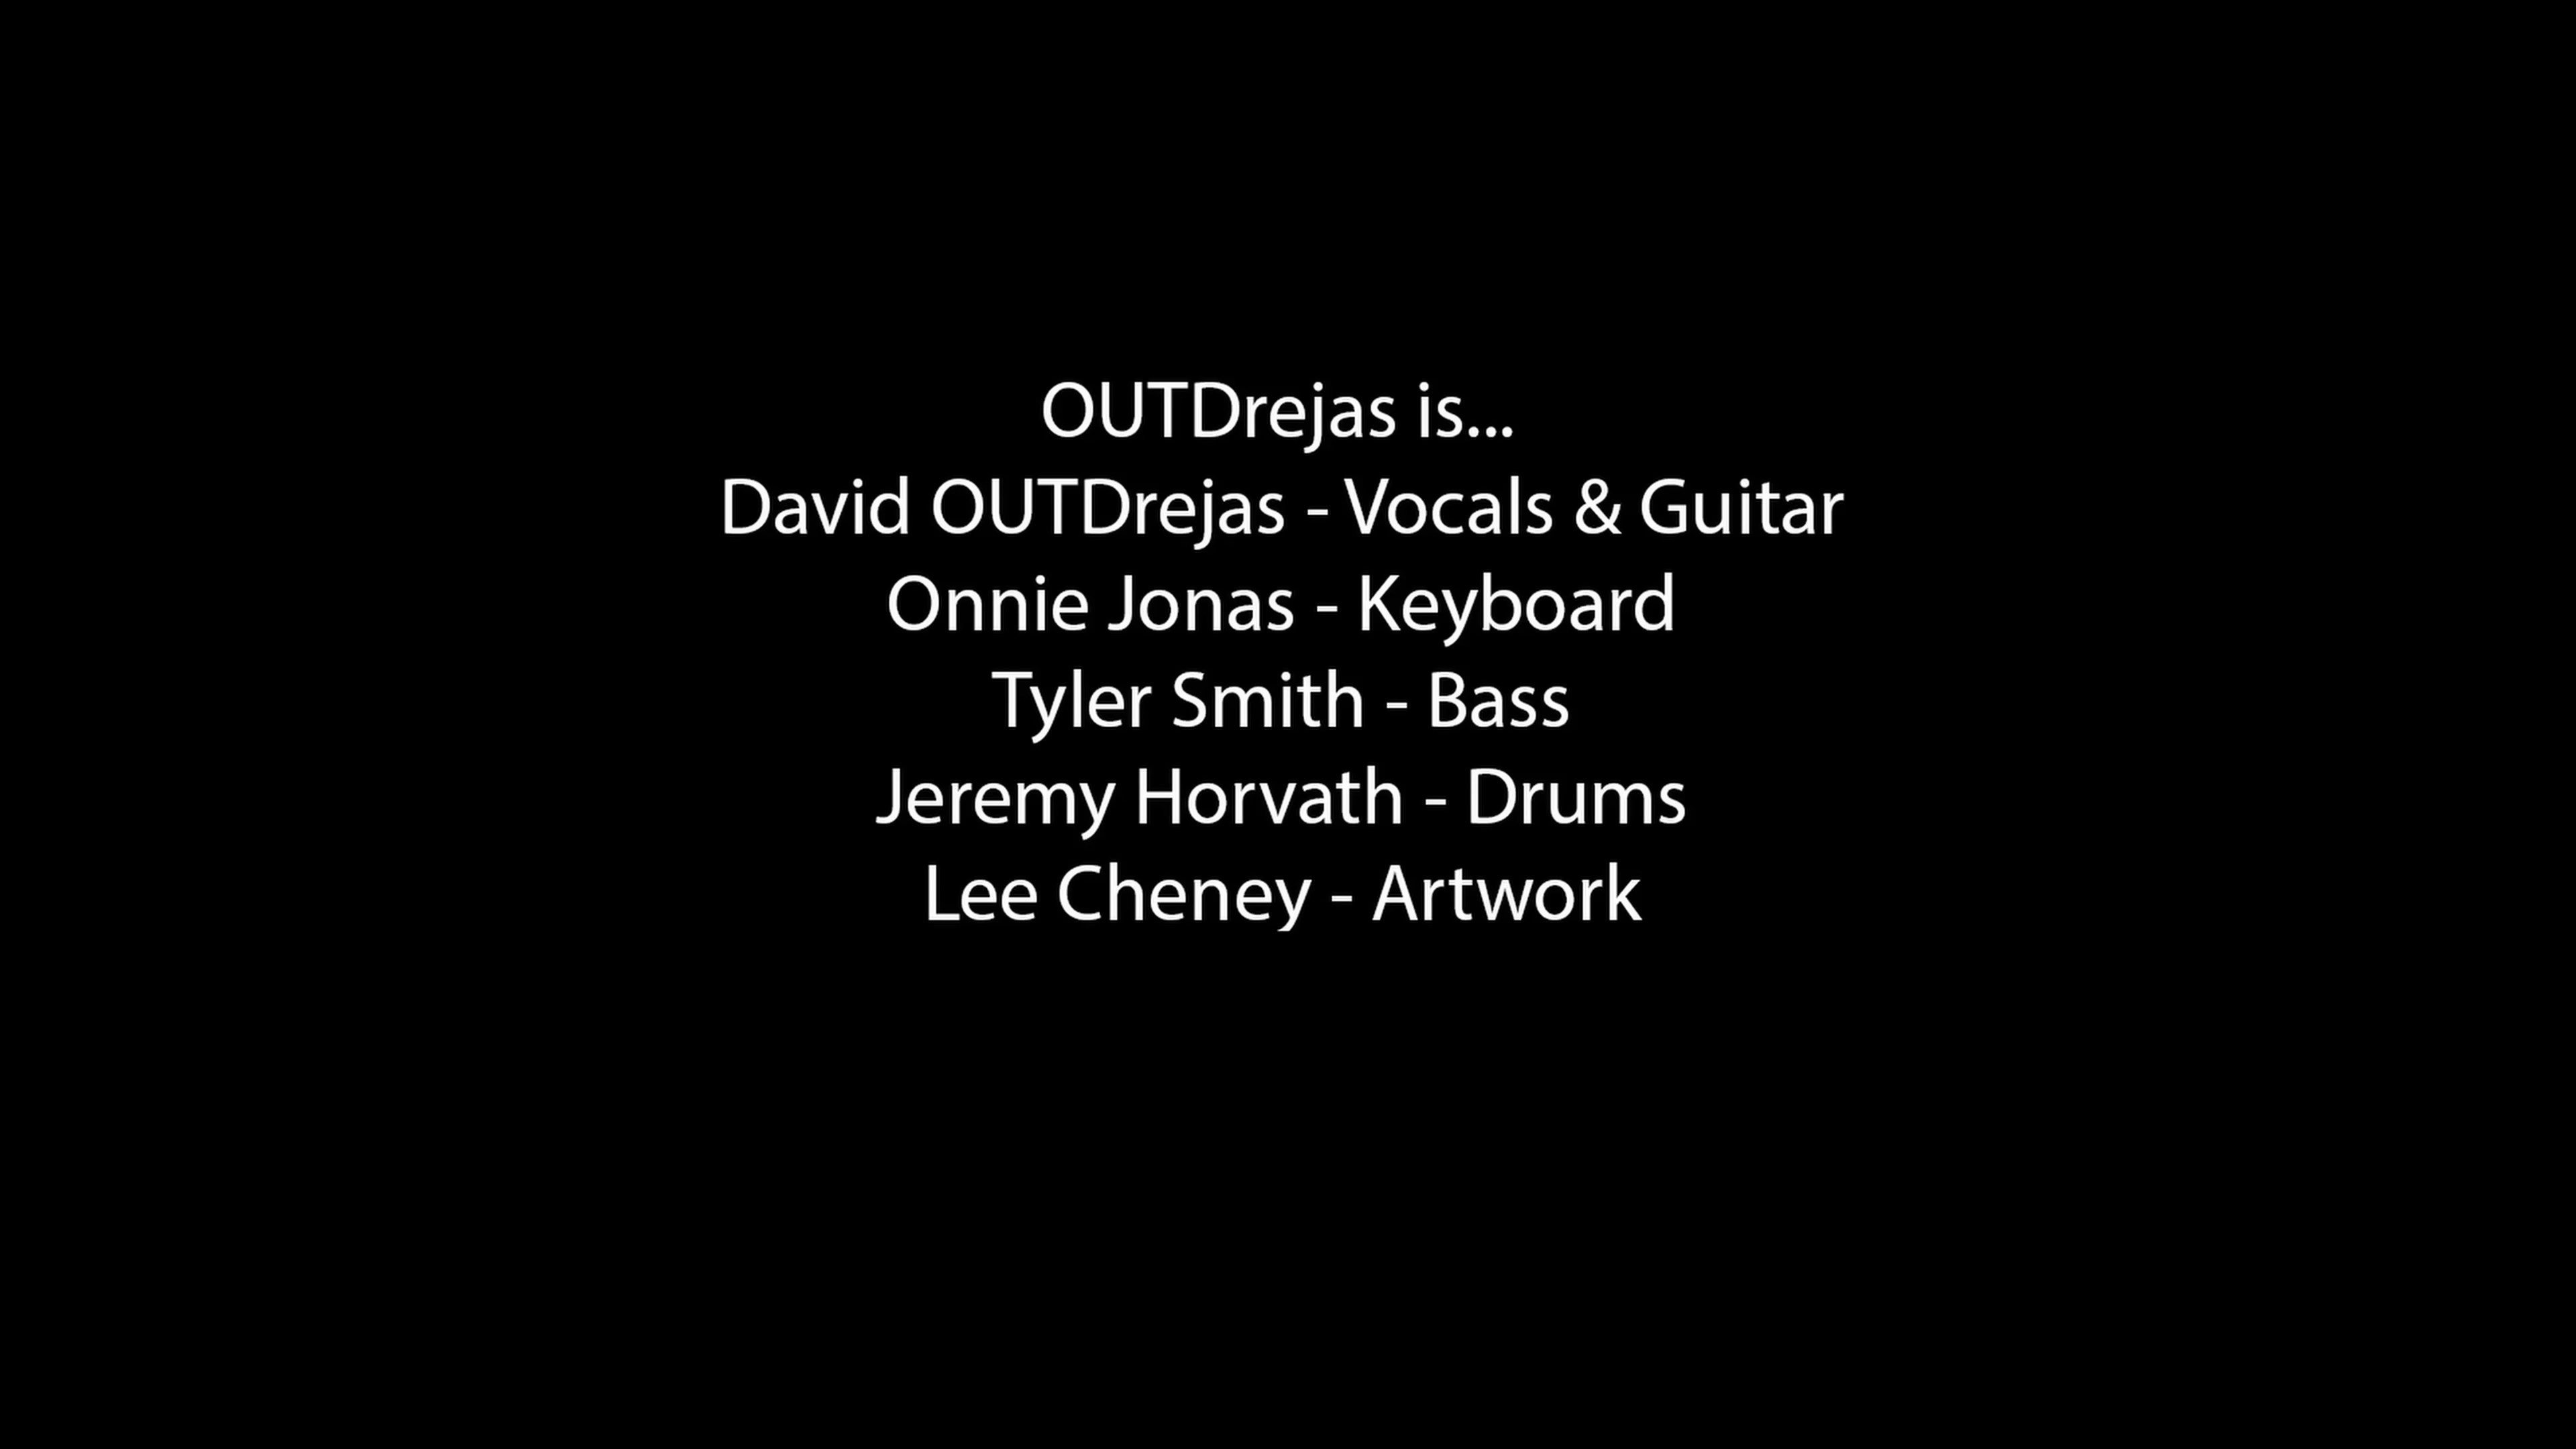 OUTDrejas is...
David OUTDrejas - Vocals & Guitar
Onnie Jonas - Keyboard
Tyler Smith - Bass
Jeremy Horvath - Drums
Lee Cheney - Artwork